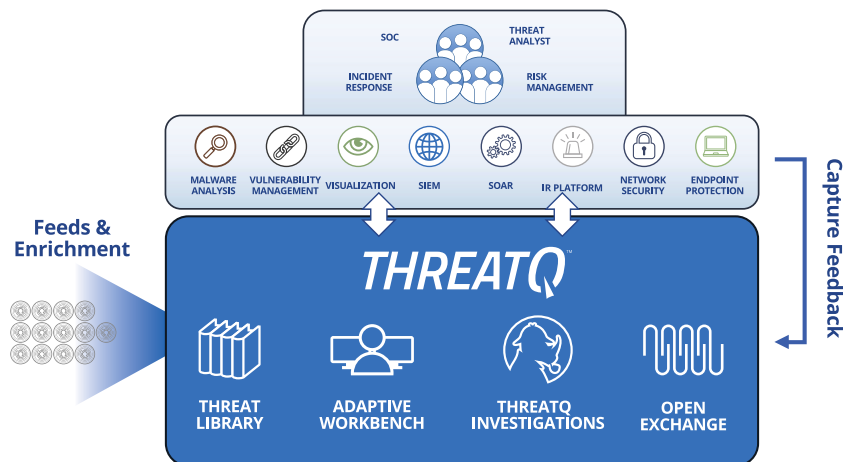 SOC
THREAT
ANALYST
INCIDENT
RESPONSE
RISK
MANAGEMENT
MALWARE
ANALYSIS
VULNERABILITY
MANAGEMENT
VISUALIZATION
SIEM
SOAR
IR PLATFORM
NETWORK
SECURITY
ENDPOINT
PROTECTION
Feeds &
Enrichment
Capture Feedback
THREATQ™
THREAT
LIBRARY
ADAPTIVE
WORKBENCH
THREATQ
INVESTIGATIONS
OPEN
EXCHANGE